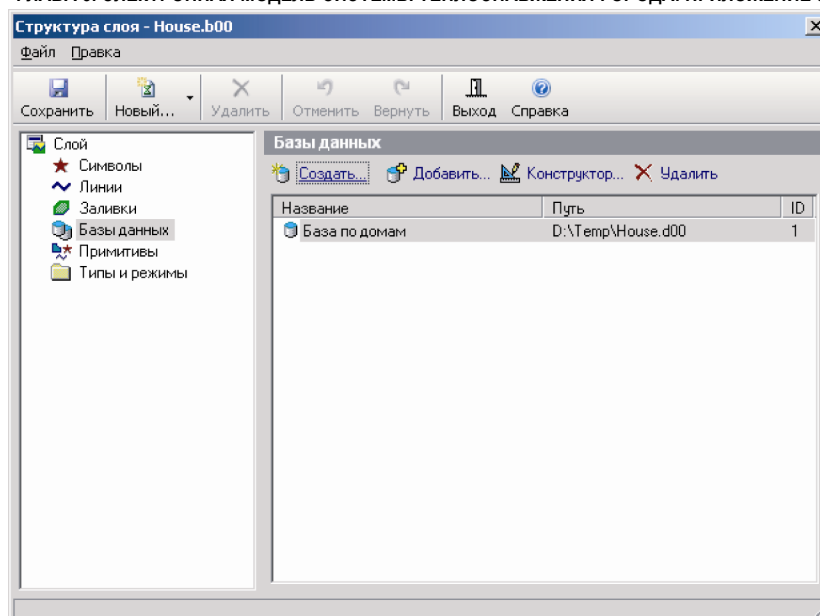 Структура слоя - House.b00
Файл Правка
Сохранить Новый... Удалить Отменить Вернуть Выход Справка
Слой
Символы
Линии
Заливки
Базы данных
Примитивы
Типы и режимы
Базы данных
Создать... Добавить... Конструктор... Удалить
Название Путь ID
База по домам D:\Temp\House.d00 1